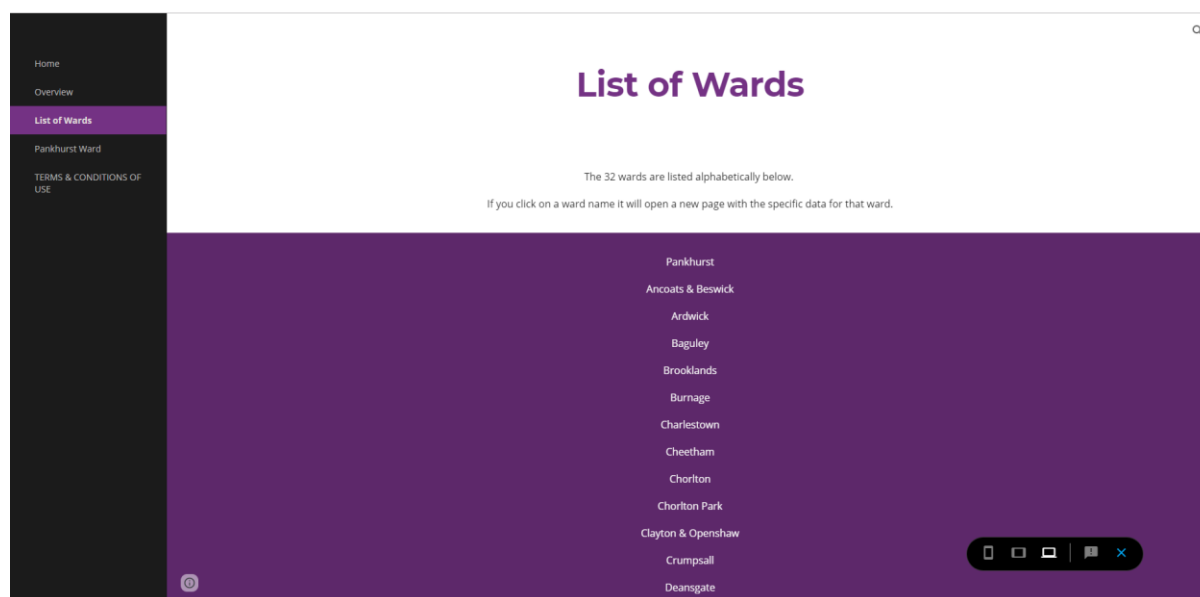 Home
Overview
List of Wards
Pankhurst Ward
TERMS & CONDITIONS OF
USE
List of Wards
The 32 wards are listed alphabetically below.
If you click on a ward name it will open a new page with the specific data for that ward.
Pankhurst
Ancoats & Beswick
Ardwick
Baguley
Brooklands
Burnage
Charlestown
Cheetham
Chorlton
Chorlton Park
Clayton & Openshaw
Crumpsall
Deansgate